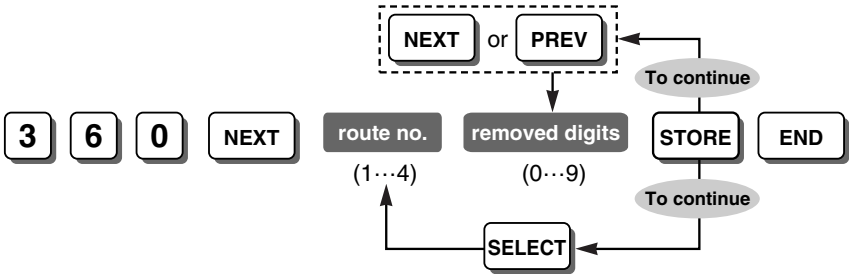 NEXT or PREV
To continue
3 6 0 NEXT route no. removed digits STORE END
(1···4) (0···9)
To continue
SELECT